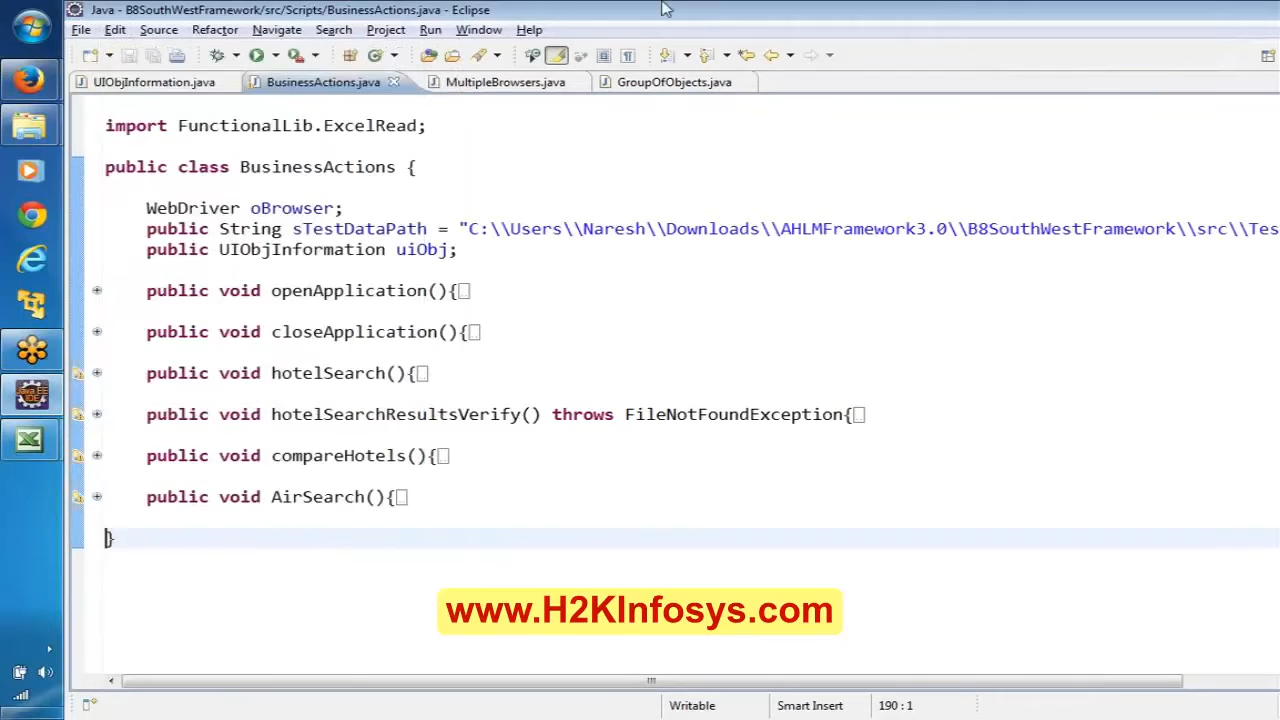 Java - B8SouthWestFramework/src/Scripts/BusinessActions.java - Eclipse
File Edit Source Refactor Navigate Search Project Run Window Help
UIObjInformation.java BusinessActions.java MultipleBrowsers.java GroupOfObjects.java
import FunctionalLib.ExcelRead;
public class BusinessActions {
WebDriver oBrowser;
public String sTestDataPath = "C:\\Users\\Naresh\\Downloads\\AHLMFramework3.0\\B8SouthWestFramework\\src\\Tes
public UIObjInformation uiObj;
public void openApplication(){
public void closeApplication(){
public void hotelSearch(){
public void hotelSearchResultsVerify() throws FileNotFoundException{
public void compareHotels(){
public void AirSearch(){
}
www.H2KInfosys.com
Writable Smart Insert 190 : 1
Java EE
IDE